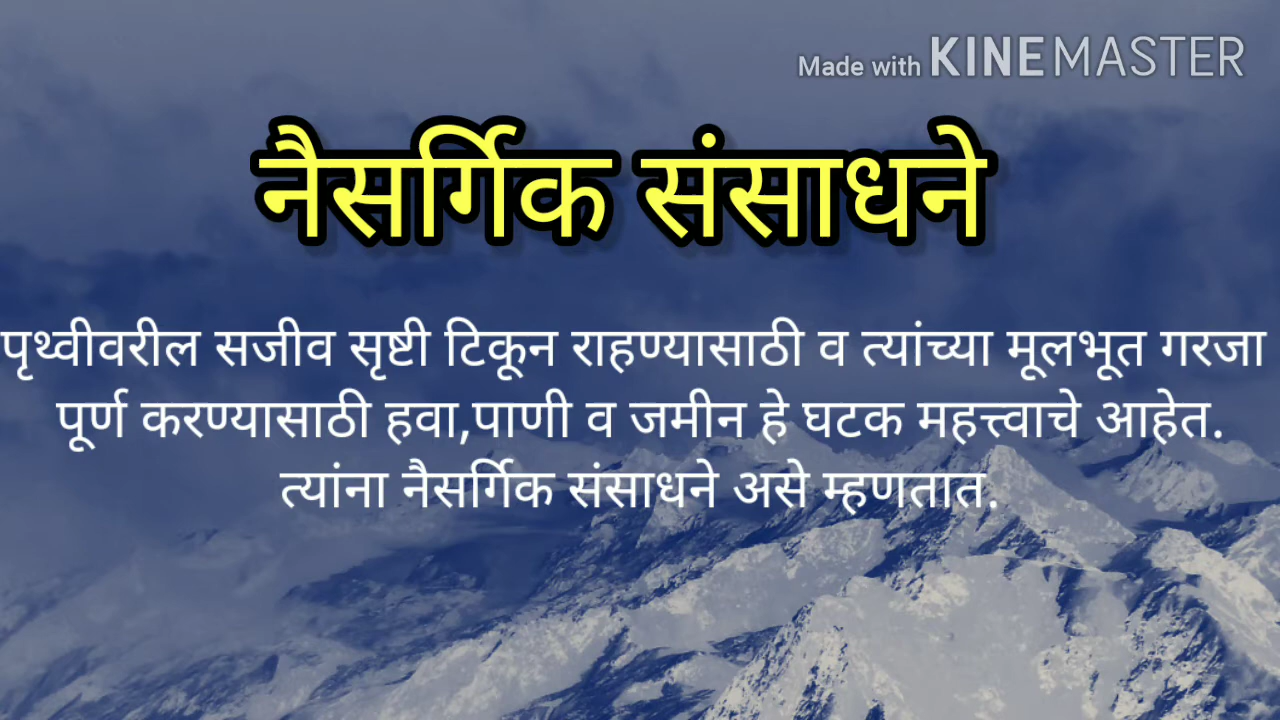 Made with KINEMASTER
नैसर्गिक संसाधने
पृथ्वीवरील सजीव सृष्टी टिकून राहण्यासाठी व त्यांच्या मूलभूत गरजा
पूर्ण करण्यासाठी हवा,पाणी व जमीन हे घटक महत्त्वाचे आहेत.
त्यांना नैसर्गिक संसाधने असे म्हणतात.